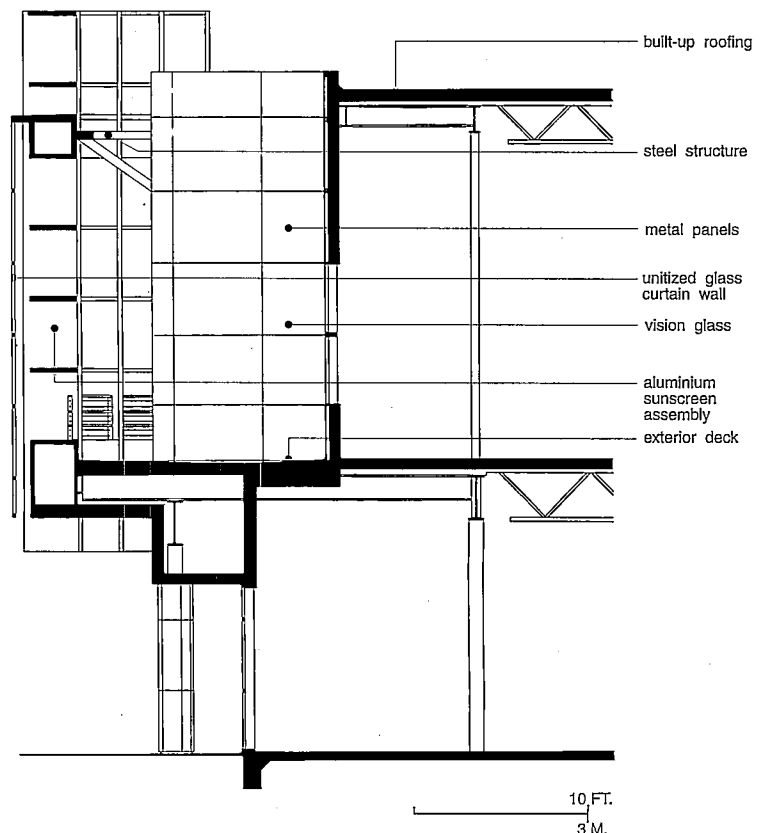 built-up roofing
steel structure
metal panels
unitized glass
curtain wall
vision glass
aluminium
sunscreen
assembly
exterior deck
10 FT.
3 M.